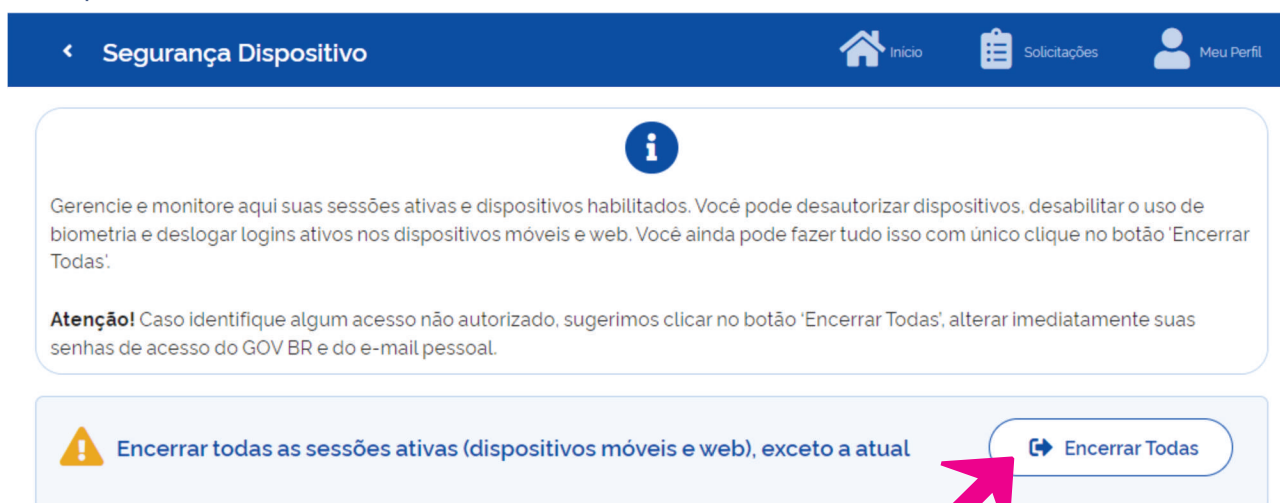 Segurança Dispositivo
Início
Solicitações
Meu Perfil
Gerencie e monitore aqui suas sessões ativas e dispositivos habilitados. Você pode desautorizar dispositivos, desabilitar o uso de
biometria e deslogar logins ativos nos dispositivos móveis e web. Você ainda pode fazer tudo isso com único clique no botão 'Encerrar
Todas'.
Atenção! Caso identifique algum acesso não autorizado, sugerimos clicar no botão 'Encerrar Todas', alterar imediatamente suas
senhas de acesso do GOV BR e do e-mail pessoal.
Encerrar todas as sessões ativas (dispositivos móveis e web), exceto a atual
Encerrar Todas